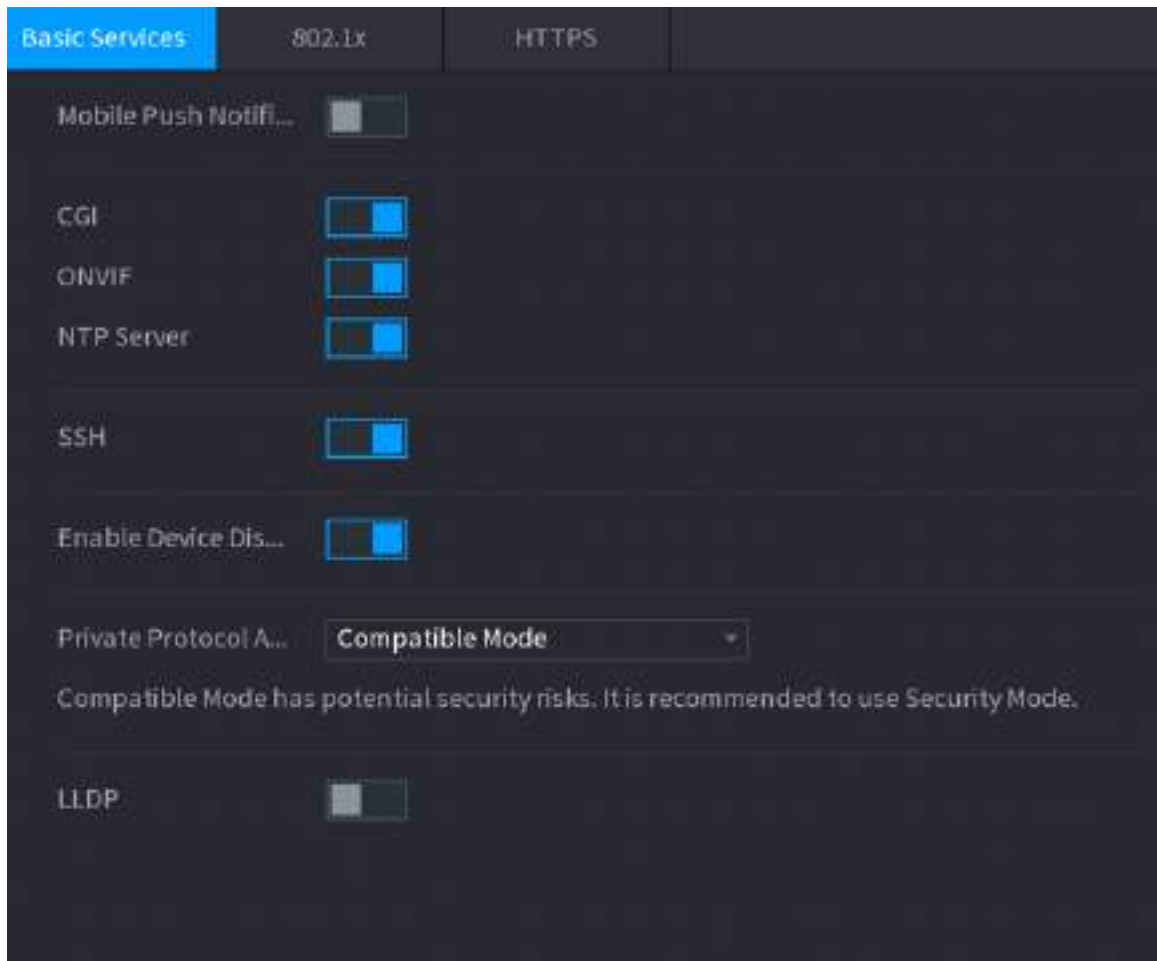 Basic Services 802.1x HTTPS
Mobile Push Notifi...
CGI
ONVIF
NTP Server
SSH
Enable Device Dis...
Private Protocol A... Compatible Mode
Compatible Mode has potential security risks. It is recommended to use Security Mode.
LLDP